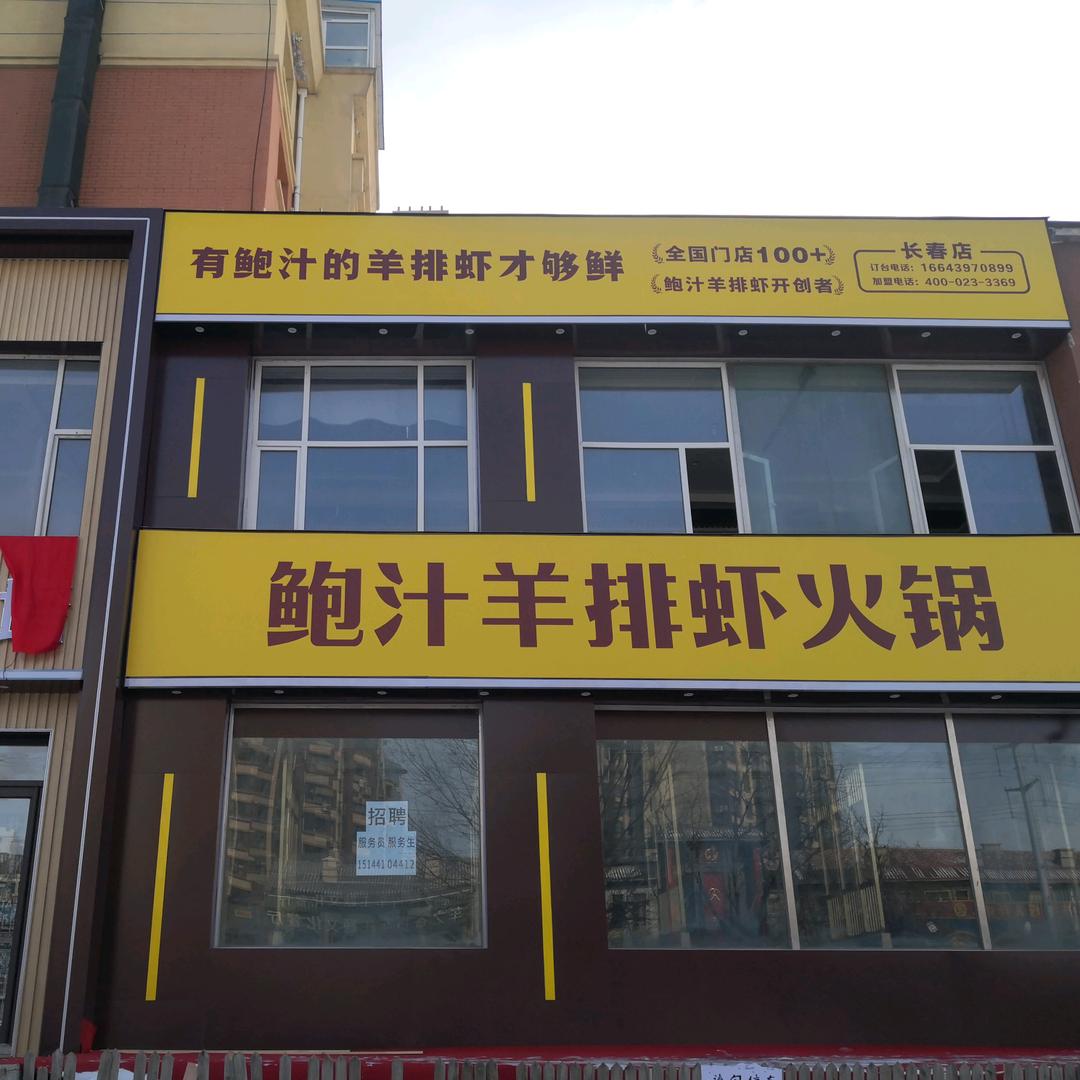 有鲍汁的羊排虾才够鲜
全国门店100+
鲍汁羊排虾开创者
长春店
订台电话：16643970899
加盟电话：400-023-3369
鲍汁羊排虾火锅
招聘
服务员 服务生
15144104412